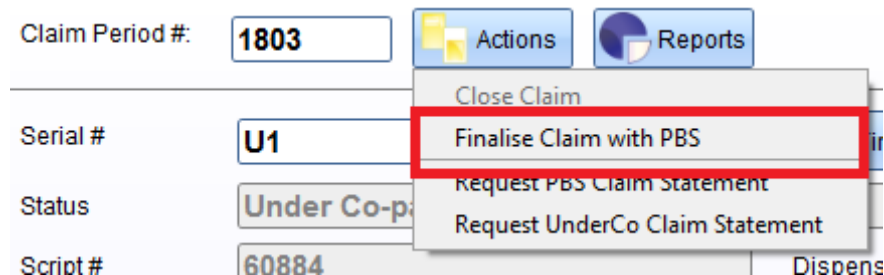 Claim Period #: 1803 Actions Reports
Close Claim
Serial # U1 Finalise Claim with PBS
Request PBS Claim Statement
Status Under Co-pa
Request UnderCo Claim Statement
Script # 60884 Dispens